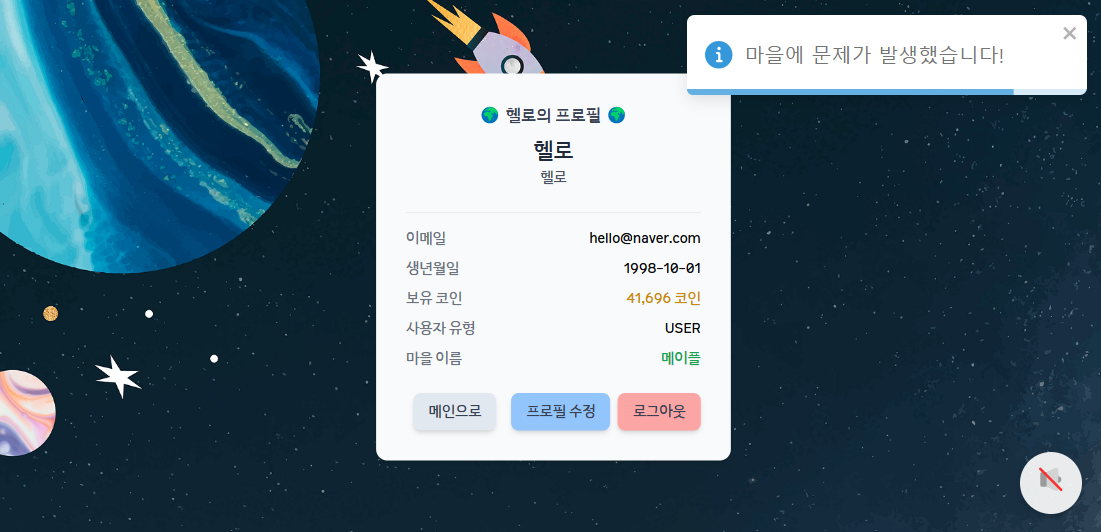 마을에 문제가 발생했습니다!
헬로의 프로필
헬로
헬로
이메일 hello@naver.com
생년월일 1998-10-01
보유 코인 41,696 코인
사용자 유형 USER
마을 이름 메이플
메인으로 프로필 수정 로그아웃